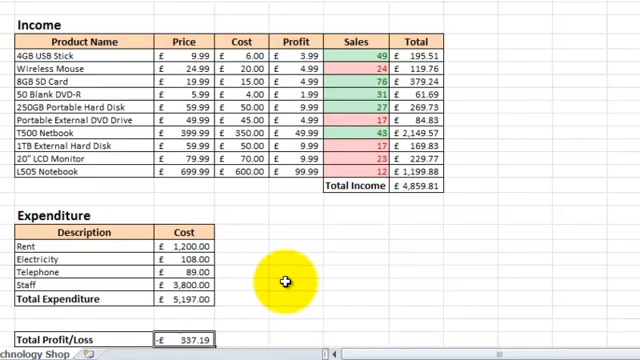 Income
Product Name Price Cost Profit Sales Total
4GB USB Stick £ 9.99 £ 6.00 £ 3.99 49 £ 195.51
Wireless Mouse £ 24.99 £ 20.00 £ 4.99 24 £ 119.76
8GB SD Card £ 19.99 £ 15.00 £ 4.99 76 £ 379.24
50 Blank DVD-R £ 5.99 £ 4.00 £ 1.99 31 £ 61.69
250GB Portable Hard Disk £ 59.99 £ 50.00 £ 9.99 27 £ 269.73
Portable External DVD Drive £ 49.99 £ 45.00 £ 4.99 17 £ 84.83
T500 Netbook £ 399.99 £ 350.00 £ 49.99 43 £ 2,149.57
1TB External Hard Disk £ 59.99 £ 50.00 £ 9.99 17 £ 169.83
20" LCD Monitor £ 79.99 £ 70.00 £ 9.99 23 £ 229.77
L505 Notebook £ 699.99 £ 600.00 £ 99.99 12 £ 1,199.88
Total Income £ 4,859.81
Expenditure
Description Cost
Rent £ 1,200.00
Electricity £ 108.00
Telephone £ 89.00
Staff £ 3,800.00
Total Expenditure £ 5,197.00
Total Profit/Loss -£ 337.19
echnology Shop